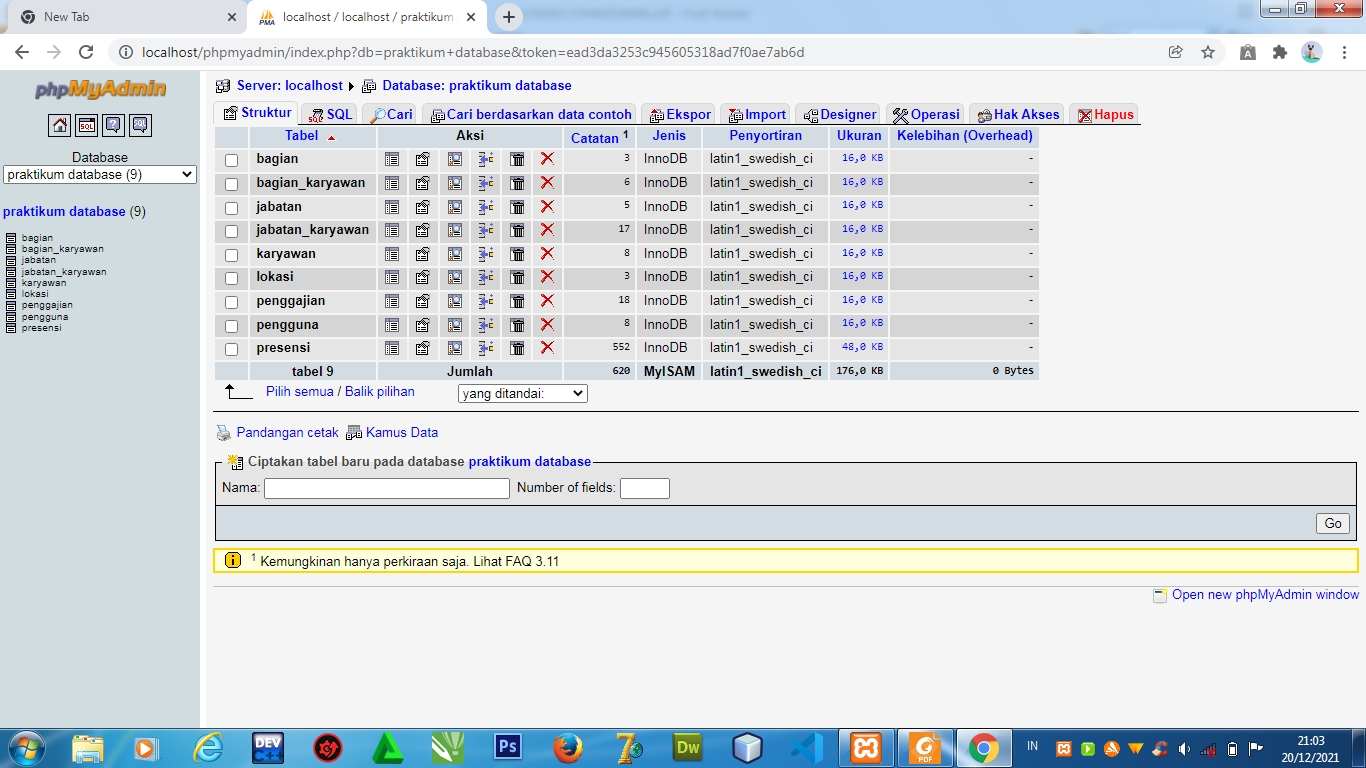 New Tab
localhost / localhost / praktikum
localhost/phpmyadmin/index.php?db=praktikum+database&token=ead3da3253c945605318ad7f0ae7ab6d
phpMyAdmin
Database
praktikum database (9)
praktikum database (9)
bagian
bagian_karyawan
jabatan
jabatan_karyawan
karyawan
lokasi
penggajian
pengguna
presensi
Server: localhost Database: praktikum database
Struktur SQL Cari Cari berdasarkan data contoh Ekspor Import Designer Operasi Hak Akses Hapus
Tabel Aksi Catatan 1 Jenis Penyortiran Ukuran Kelebihan (Overhead)
bagian 3 InnoDB latin1_swedish_ci 16,0 KB -
bagian_karyawan 6 InnoDB latin1_swedish_ci 16,0 KB -
jabatan 5 InnoDB latin1_swedish_ci 16,0 KB -
jabatan_karyawan 17 InnoDB latin1_swedish_ci 16,0 KB -
karyawan 8 InnoDB latin1_swedish_ci 16,0 KB -
lokasi 3 InnoDB latin1_swedish_ci 16,0 KB -
penggajian 18 InnoDB latin1_swedish_ci 16,0 KB -
pengguna 8 InnoDB latin1_swedish_ci 16,0 KB -
presensi 552 InnoDB latin1_swedish_ci 48,0 KB -
tabel 9 Jumlah 620 MyISAM latin1_swedish_ci 176,0 KB 0 Bytes
Pilih semua / Balik pilihan yang ditandai:
Pandangan cetak Kamus Data
Ciptakan tabel baru pada database praktikum database
Nama: Number of fields:
Go
1 Kemungkinan hanya perkiraan saja. Lihat FAQ 3.11
Open new phpMyAdmin window
IN
21:03
20/12/2021